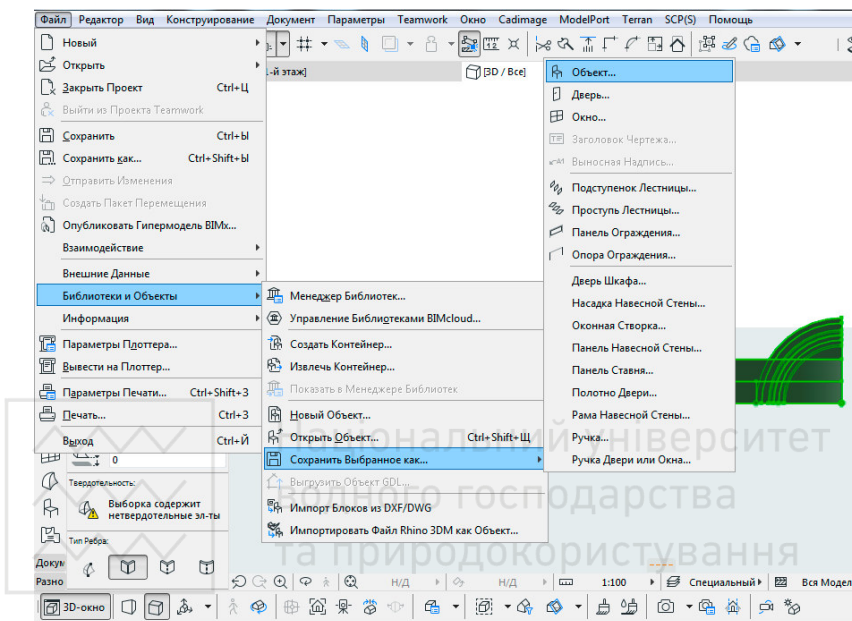 Файл Редактор Вид Конструирование Документ Параметры Teamwork Окно Cadimage ModelPort Terran SCP(S) Помощь
Новый
Открыть
Закрыть Проект Ctrl+Ц
Выйти из Проекта Teamwork
Сохранить Ctrl+Ы
Сохранить как... Ctrl+Shift+Ы
Отправить Изменения
Создать Пакет Перемещения
Опубликовать Гипермодель BIMx...
Взаимодействие
Внешние Данные
Библиотеки и Объекты
Информация
Параметры Плоттера...
Вывести на Плоттер...
Параметры Печати... Ctrl+Shift+З
Печать... Ctrl+З
Выход Ctrl+Й
-й этаж]
[3D / Все]
Менеджер Библиотек...
Управление Библиотеками BIMcloud...
Создать Контейнер...
Извлечь Контейнер...
Показать в Менеджере Библиотек
Новый Объект...
Открыть Объект... Ctrl+Shift+Щ
Сохранить Выбранное как...
Выгрузить Объект GDL...
Импорт Блоков из DXF/DWG
Импортировать Файл Rhino 3DM как Объект...
Объект...
Дверь...
Окно...
Заголовок Чертежа...
Выносная Надпись...
Подступенок Лестницы...
Проступь Лестницы...
Панель Ограждения...
Опора Ограждения...
Дверь Шкафа...
Насадка Навесной Стены...
Оконная Створка...
Панель Навесной Стены...
Панель Ставня...
Полотно Двери...
Рама Навесной Стены...
Ручка...
Ручка Двери или Окна...
Національний університет
водного господарства
та природокористування
0
Твердотельность:
Выборка содержит
нетвердотельные эл-ты
Тип Ребра:
Докум
Разно
Н/Д Н/Д 1:100 Специальный Вся Модел
3D-окно